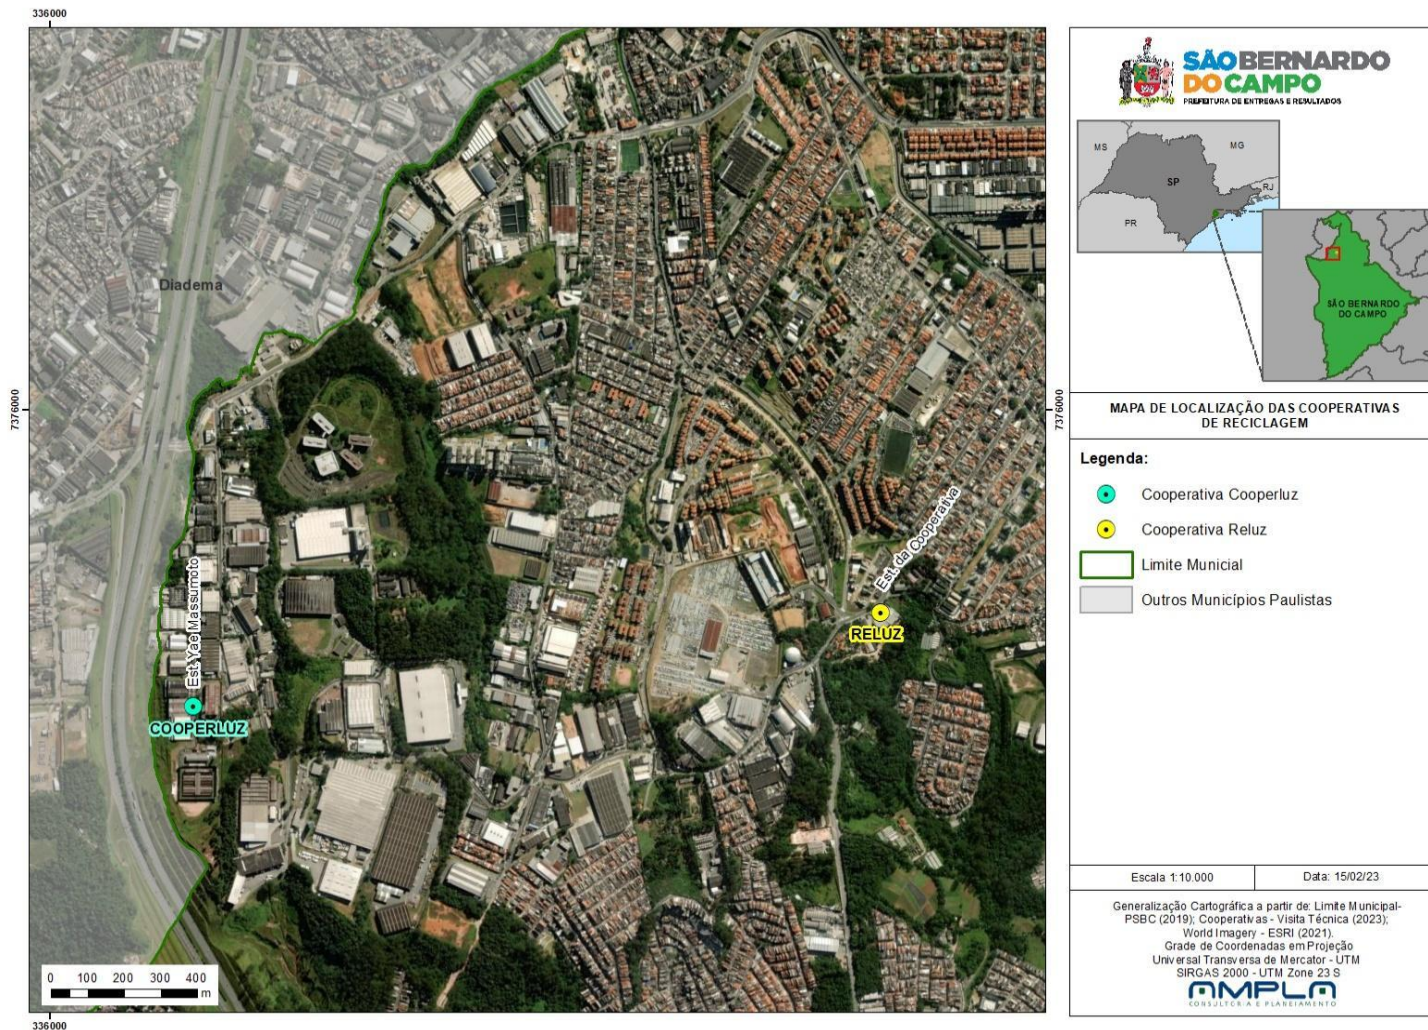 336000
7376000
Diadema
Est. Yae Massumoto
COOPERLUZ
Est. da Cooperativa
RELUZ
0 100 200 300 400
m
336000
7376000
SÃO BERNARDO
DO CAMPO
PREFEITURA DE ENTREGAS E RESULTADOS
MS
MG
SP
RJ
PR
SÃO BERNARDO
DO CAMPO
MAPA DE LOCALIZAÇÃO DAS COOPERATIVAS
DE RECICLAGEM
Legenda:
Cooperativa Cooperluz
Cooperativa Reluz
Limite Municial
Outros Municípios Paulistas
Escala 1:10.000
Data: 15/02/23
Generalização Cartográfica a partir de: Limite Municipal-
PSBC (2019); Cooperativas - Visita Técnica (2023);
World Imagery - ESRI (2021).
Grade de Coordenadas em Projeção
Universal Transversa de Mercator - UTM
SIRGAS 2000 - UTM Zone 23 S
AMPLA
CONSULTORIA E PLANEJAMENTO